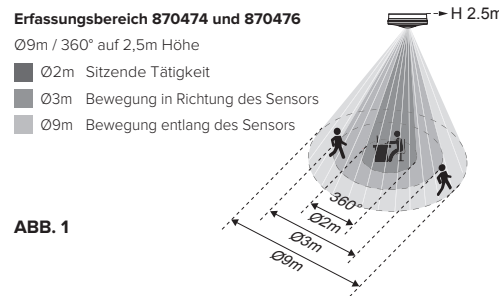 Erfassungsbereich 870474 und 870476
Ø9m / 360° auf 2,5m Höhe
Ø2m Sitzende Tätigkeit
Ø3m Bewegung in Richtung des Sensors
Ø9m Bewegung entlang des Sensors
ABB. 1
H 2.5m
360°
Ø2m
Ø3m
Ø9m